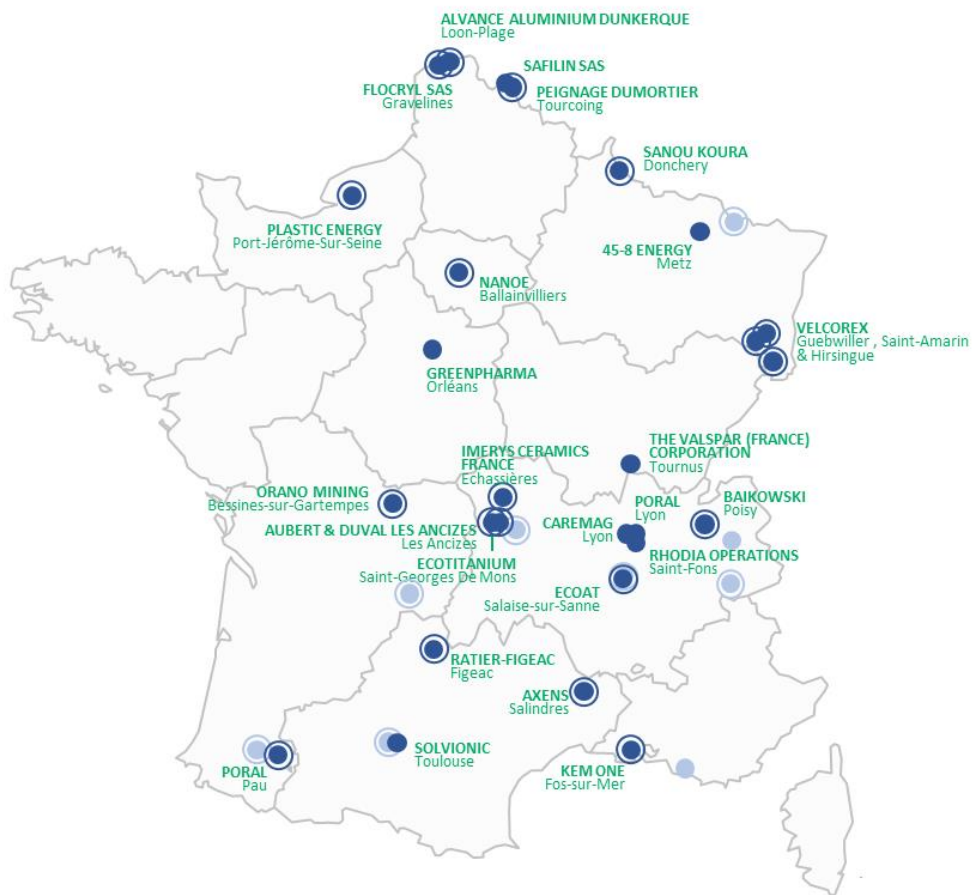 ALVANCE ALUMINIUM DUNKERQUE
Loon-Plage
SAFILIN SAS
FLOCRYL SAS
Gravelines
PEIGNAGE DUMORTIER
Tourcoing
SANOU KOURA
Donchery
PLASTIC ENERGY
Port-Jérôme-Sur-Seine
45-8 ENERGY
Metz
NANOE
Ballainvilliers
VELCOREX
Guebwiller , Saint-Amarin
& Hirsingue
GREENPHARMA
Orléans
THE VALSPAR (FRANCE)
CORPORATION
Tournus
IMERYS CERAMICS
FRANCE
Echassières
ORANO MINING
Bessines-sur-Gartempes
BAIKOWSKI
Poisy
PORAL
Lyon
CAREMAG
Lyon
AUBERT & DUVAL LES ANCIZES
Les Ancizes
RHODIA OPERATIONS
Saint-Fons
ECOTITANIUM
Saint-Georges De Mons
ECOAT
Salaise-sur-Sanne
RATIER-FIGEAC
Figeac
AXENS
Salindres
SOLVIONIC
Toulouse
PORAL
Pau
KEM ONE
Fos-sur-Mer